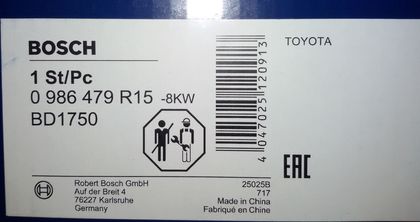 BOSCH
TOYOTA
1 St/Pc
0 986 479 R15 -8KW
BD1750
4 047025 120913
EAC
BOSCH
Robert Bosch GmbH
Auf der Breit 4
76227 Karlsruhe
Germany
25025B
717
Made in China
Fabriqué en Chine